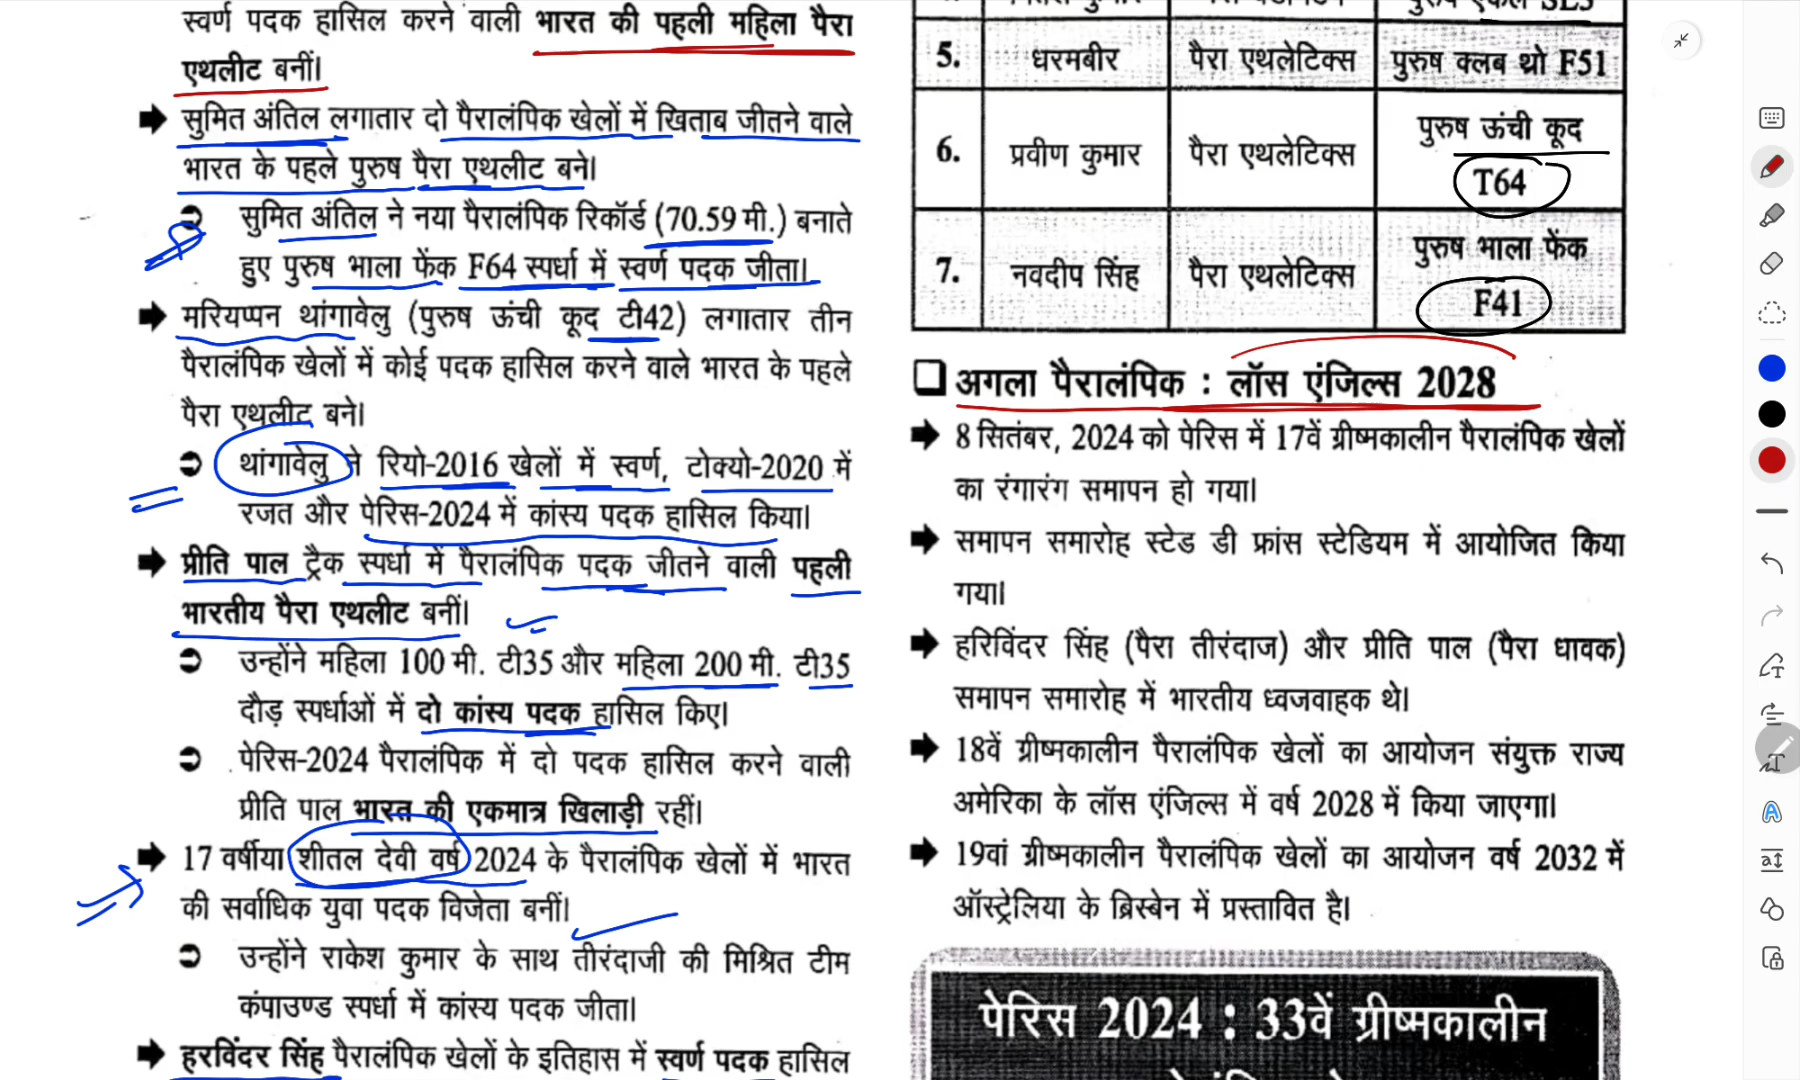 स्वर्ण पदक हासिल करने वाली भारत की पहली महिला पैरा
एथलीट बनीं।
सुमित अंतिल लगातार दो पैरालंपिक खेलों में खिताब जीतने वाले
भारत के पहले पुरुष पैरा एथलीट बने।
सुमित अंतिल ने नया पैरालंपिक रिकॉर्ड (70.59 मी.) बनाते
हुए पुरुष भाला फेंक F64 स्पर्धा में स्वर्ण पदक जीता।
मरियप्पन थांगावेलु (पुरुष ऊंची कूद टी42) लगातार तीन
पैरालंपिक खेलों में कोई पदक हासिल करने वाले भारत के पहले
पैरा एथलीट बने।
थांगावेलु ने रियो-2016 खेलों में स्वर्ण, टोक्यो-2020 में
रजत और पेरिस-2024 में कांस्य पदक हासिल किया।
प्रीति पाल ट्रैक स्पर्धा में पैरालंपिक पदक जीतने वाली पहली
भारतीय पैरा एथलीट बनीं।
उन्होंने महिला 100 मी. टी35 और महिला 200 मी. टी35
दौड़ स्पर्धाओं में दो कांस्य पदक हासिल किए।
पेरिस-2024 पैरालंपिक में दो पदक हासिल करने वाली
प्रीति पाल भारत की एकमात्र खिलाड़ी रहीं।
17 वर्षीया शीतल देवी वर्ष 2024 के पैरालंपिक खेलों में भारत
की सर्वाधिक युवा पदक विजेता बनीं।
उन्होंने राकेश कुमार के साथ तीरंदाजी की मिश्रित टीम
कंपाउण्ड स्पर्धा में कांस्य पदक जीता।
हरविंदर सिंह पैरालंपिक खेलों के इतिहास में स्वर्ण पदक हासिल
पुरुष एकल SL3
5. धरमबीर पैरा एथलेटिक्स पुरुष क्लब थ्रो F51
6. प्रवीण कुमार पैरा एथलेटिक्स पुरुष ऊंची कूद
T64
7. नवदीप सिंह पैरा एथलेटिक्स पुरुष भाला फेंक
F41
अगला पैरालंपिक : लॉस एंजिल्स 2028
8 सितंबर, 2024 को पेरिस में 17वें ग्रीष्मकालीन पैरालंपिक खेलों
का रंगारंग समापन हो गया।
समापन समारोह स्टेड डी फ्रांस स्टेडियम में आयोजित किया
गया।
हरिविंदर सिंह (पैरा तीरंदाज) और प्रीति पाल (पैरा धावक)
समापन समारोह में भारतीय ध्वजवाहक थे।
18वें ग्रीष्मकालीन पैरालंपिक खेलों का आयोजन संयुक्त राज्य
अमेरिका के लॉस एंजिल्स में वर्ष 2028 में किया जाएगा।
19वां ग्रीष्मकालीन पैरालंपिक खेलों का आयोजन वर्ष 2032 में
ऑस्ट्रेलिया के ब्रिस्बेन में प्रस्तावित है।
पेरिस 2024 : 33वें ग्रीष्मकालीन